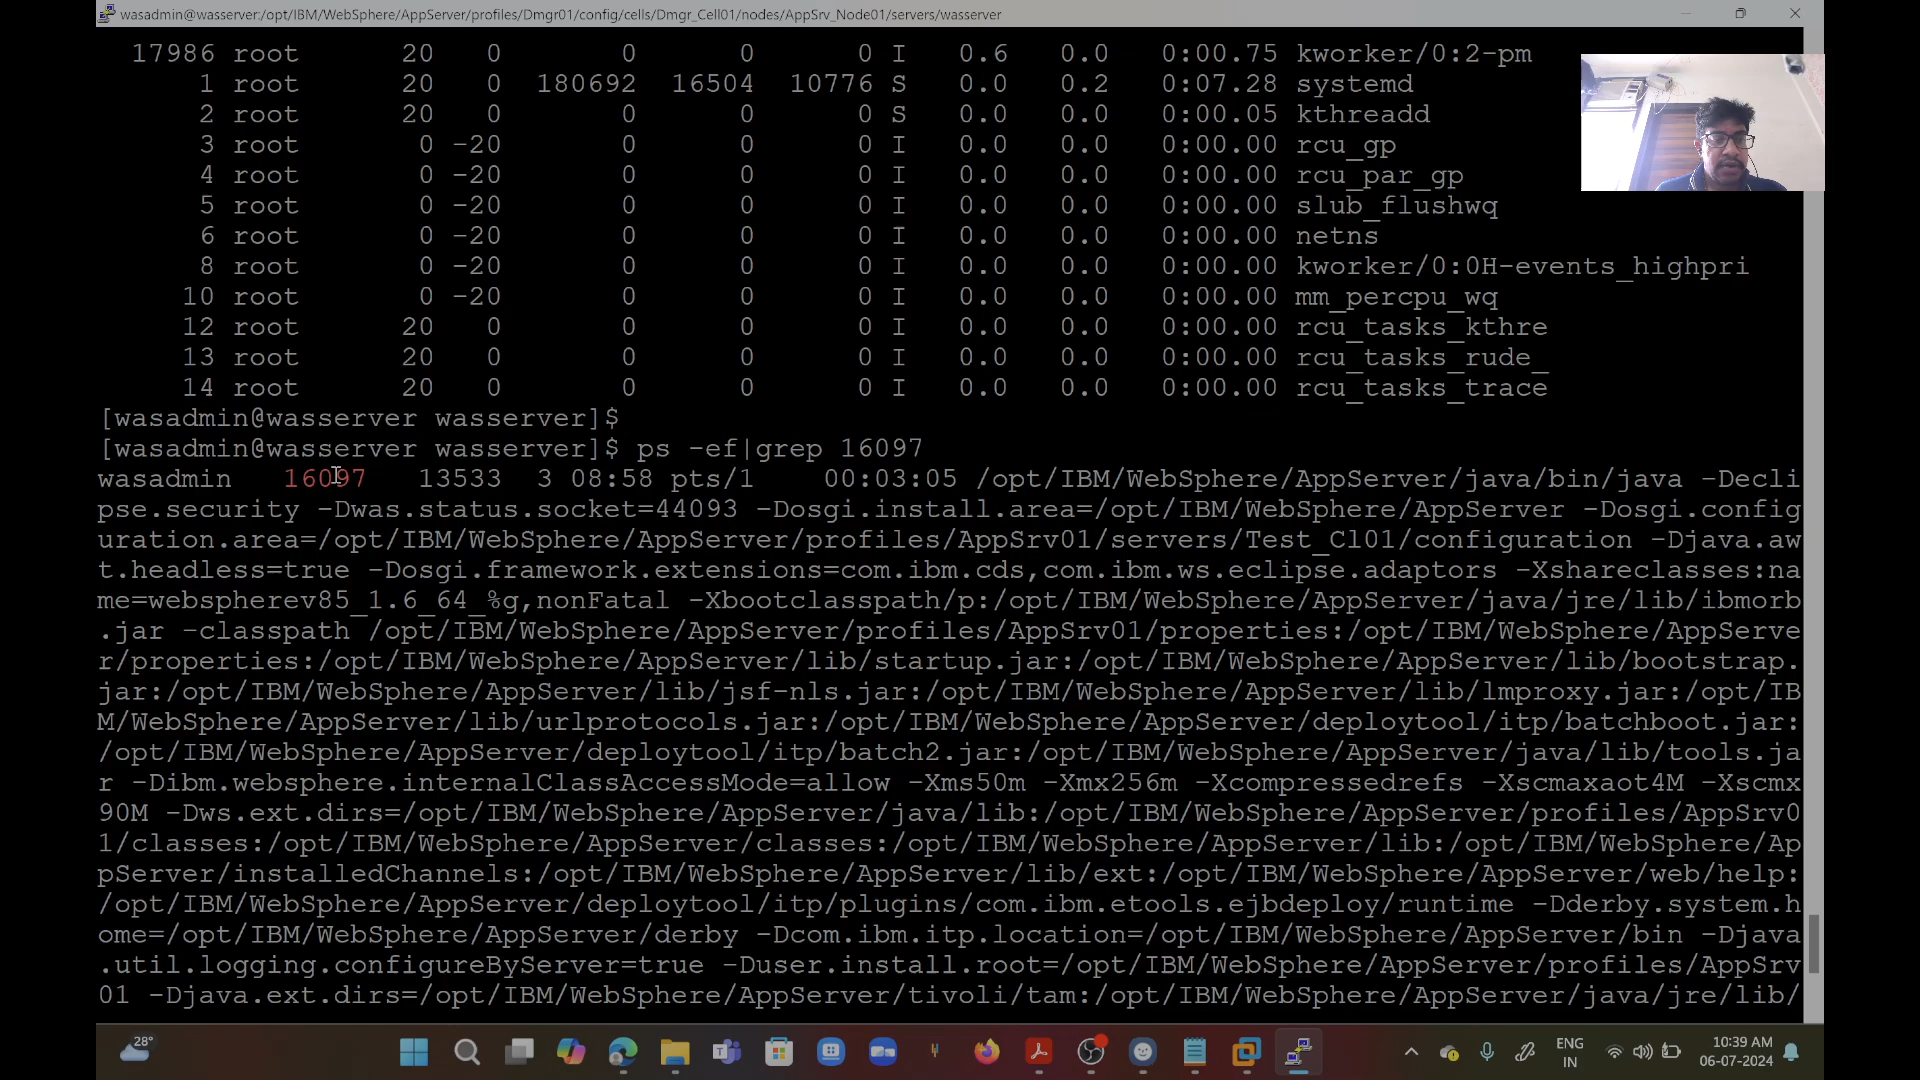 wasadmin@wasserver:/opt/IBM/WebSphere/AppServer/profiles/Dmgr01/config/cells/Dmgr_Cell01/nodes/AppSrv_Node01/servers/wasserver
17986 root 20 0 0 0 0 I 0.6 0.0 0:00.75 kworker/0:2-pm
1 root 20 0 180692 16504 10776 S 0.0 0.2 0:07.28 systemd
2 root 20 0 0 0 0 S 0.0 0.0 0:00.05 kthreadd
3 root 0 -20 0 0 0 I 0.0 0.0 0:00.00 rcu_gp
4 root 0 -20 0 0 0 I 0.0 0.0 0:00.00 rcu_par_gp
5 root 0 -20 0 0 0 I 0.0 0.0 0:00.00 slub_flushwq
6 root 0 -20 0 0 0 I 0.0 0.0 0:00.00 netns
8 root 0 -20 0 0 0 I 0.0 0.0 0:00.00 kworker/0:0H-events_highpri
10 root 0 -20 0 0 0 I 0.0 0.0 0:00.00 mm_percpu_wq
12 root 20 0 0 0 0 I 0.0 0.0 0:00.00 rcu_tasks_kthre
13 root 20 0 0 0 0 I 0.0 0.0 0:00.00 rcu_tasks_rude_
14 root 20 0 0 0 0 I 0.0 0.0 0:00.00 rcu_tasks_trace
[wasadmin@wasserver wasserver]$
[wasadmin@wasserver wasserver]$ ps -ef|grep 16097
wasadmin 16097 13533 3 08:58 pts/1 00:03:05 /opt/IBM/WebSphere/AppServer/java/bin/java -Decli
pse.security -Dwas.status.socket=44093 -Dosgi.install.area=/opt/IBM/WebSphere/AppServer -Dosgi.config
uration.area=/opt/IBM/WebSphere/AppServer/profiles/AppSrv01/servers/Test_Cl01/configuration -Djava.aw
t.headless=true -Dosgi.framework.extensions=com.ibm.cds,com.ibm.ws.eclipse.adaptors -Xshareclasses:na
me=webspherev85_1.6_64_%g,nonFatal -Xbootclasspath/p:/opt/IBM/WebSphere/AppServer/java/jre/lib/ibmorb
.jar -classpath /opt/IBM/WebSphere/AppServer/profiles/AppSrv01/properties:/opt/IBM/WebSphere/AppServe
r/properties:/opt/IBM/WebSphere/AppServer/lib/startup.jar:/opt/IBM/WebSphere/AppServer/lib/bootstrap.
jar:/opt/IBM/WebSphere/AppServer/lib/jsf-nls.jar:/opt/IBM/WebSphere/AppServer/lib/lmproxy.jar:/opt/IB
M/WebSphere/AppServer/lib/urlprotocols.jar:/opt/IBM/WebSphere/AppServer/deploytool/itp/batchboot.jar:
/opt/IBM/WebSphere/AppServer/deploytool/itp/batch2.jar:/opt/IBM/WebSphere/AppServer/java/lib/tools.ja
r -Dibm.websphere.internalClassAccessMode=allow -Xms50m -Xmx256m -Xcompressedrefs -Xscmaxaot4M -Xscmx
90M -Dws.ext.dirs=/opt/IBM/WebSphere/AppServer/java/lib:/opt/IBM/WebSphere/AppServer/profiles/AppSrv0
1/classes:/opt/IBM/WebSphere/AppServer/classes:/opt/IBM/WebSphere/AppServer/lib:/opt/IBM/WebSphere/Ap
pServer/installedChannels:/opt/IBM/WebSphere/AppServer/lib/ext:/opt/IBM/WebSphere/AppServer/web/help:
/opt/IBM/WebSphere/AppServer/deploytool/itp/plugins/com.ibm.etools.ejbdeploy/runtime -Dderby.system.h
ome=/opt/IBM/WebSphere/AppServer/derby -Dcom.ibm.itp.location=/opt/IBM/WebSphere/AppServer/bin -Djava
.util.logging.configureByServer=true -Duser.install.root=/opt/IBM/WebSphere/AppServer/profiles/AppSrv
01 -Djava.ext.dirs=/opt/IBM/WebSphere/AppServer/tivoli/tam:/opt/IBM/WebSphere/AppServer/java/jre/lib/
28°
ENG
IN
10:39 AM
06-07-2024